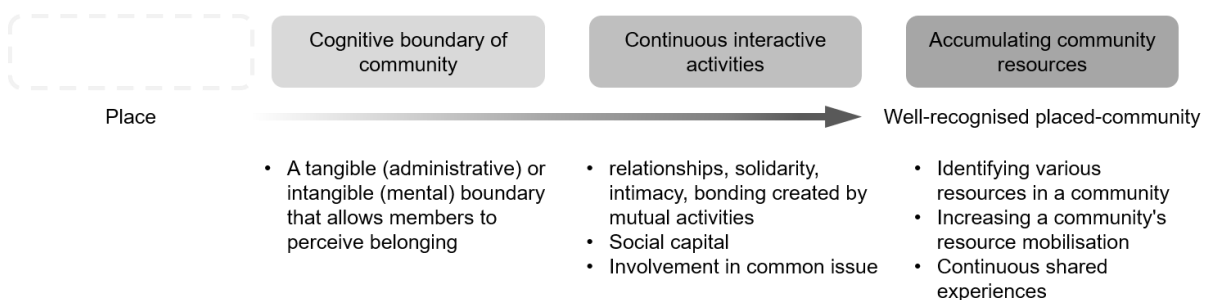 Cognitive boundary of
community
Continuous interactive
activities
Accumulating community
resources
Place
Well-recognised placed-community
• A tangible (administrative) or
intangible (mental) boundary
that allows members to
perceive belonging
• relationships, solidarity,
intimacy, bonding created by
mutual activities
• Social capital
• Involvement in common issue
• Identifying various
resources in a community
• Increasing a community's
resource mobilisation
• Continuous shared
experiences